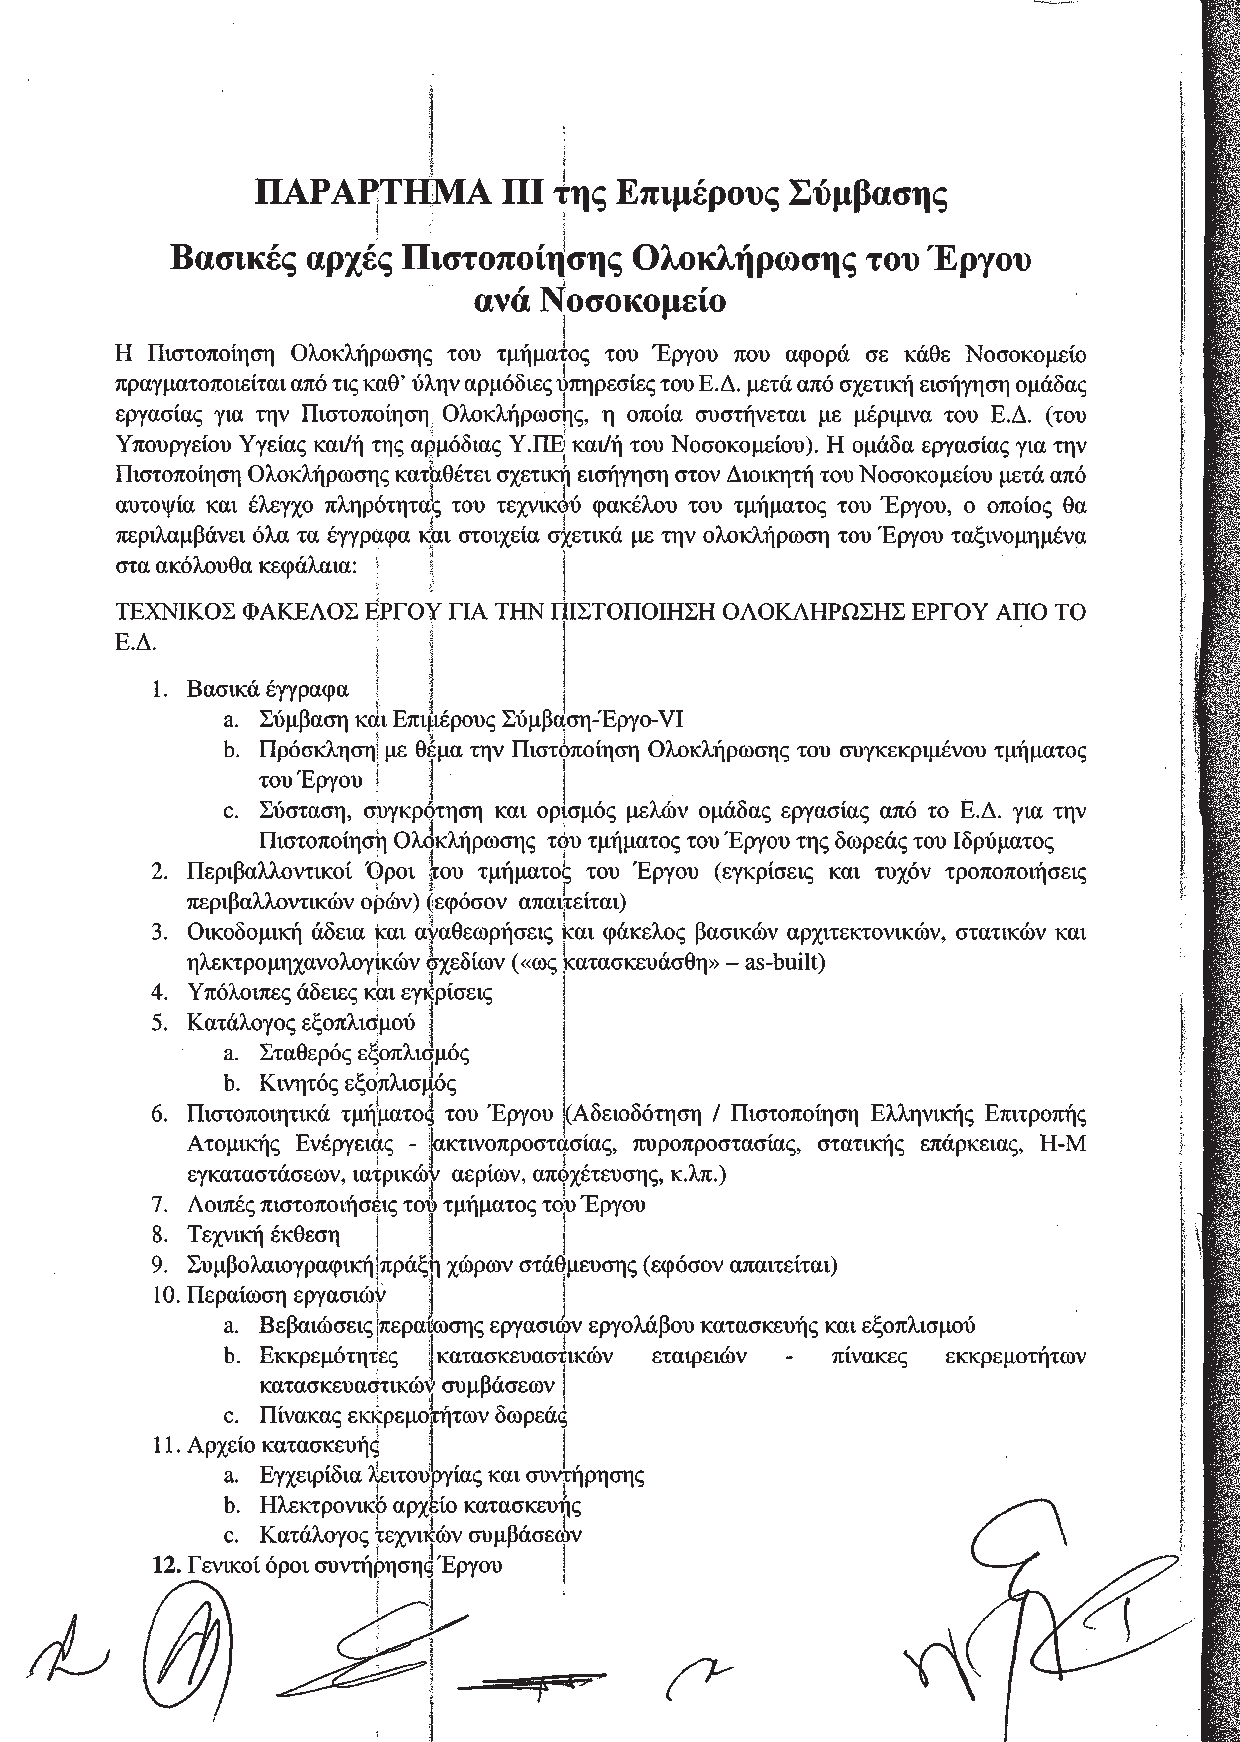 ΠΑΡΑΡΤΗΜΑ ΙΙΙ της Επιμέρους Σύμβασης
Βασικές αρχές Πιστοποίησης Ολοκλήρωσης του Έργου
ανά Νοσοκομείο
Η Πιστοποίηση Ολοκλήρωσης του τμήματος του Έργου που αφορά σε κάθε Νοσοκομείο
πραγματοποιείται από τις καθ' ύλην αρμόδιες υπηρεσίες του Ε.Δ. μετά από σχετική εισήγηση ομάδας
εργασίας για την Πιστοποίηση Ολοκλήρωσης, η οποία συστήνεται με μέριμνα του Ε.Δ. (του
Υπουργείου Υγείας και/ή της αρμόδιας Υ.ΠΕ και/ή του Νοσοκομείου). Η ομάδα εργασίας για την
Πιστοποίηση Ολοκλήρωσης καταθέτει σχετική εισήγηση στον Διοικητή του Νοσοκομείου μετά από
αυτοψία και έλεγχο πληρότητας του τεχνικού φακέλου του τμήματος του Έργου, ο οποίος θα
περιλαμβάνει όλα τα έγγραφα και στοιχεία σχετικά με την ολοκλήρωση του Έργου ταξινομημένα
στα ακόλουθα κεφάλαια:
ΤΕΧΝΙΚΟΣ ΦΑΚΕΛΟΣ ΕΡΓΟΥ ΓΙΑ ΤΗΝ ΠΙΣΤΟΠΟΙΗΣΗ ΟΛΟΚΛΗΡΩΣΗΣ ΕΡΓΟΥ ΑΠΟ ΤΟ
Ε.Δ.
1. Βασικά έγγραφα
a. Σύμβαση και Επιμέρους Σύμβαση-Έργο-VI
b. Πρόσκληση με θέμα την Πιστοποίηση Ολοκλήρωσης του συγκεκριμένου τμήματος
του Έργου
c. Σύσταση, συγκρότηση και ορισμός μελών ομάδας εργασίας από το Ε.Δ. για την
Πιστοποίηση Ολοκλήρωσης του τμήματος του Έργου της δωρεάς του Ιδρύματος
2. Περιβαλλοντικοί Όροι του τμήματος του Έργου (εγκρίσεις και τυχόν τροποποιήσεις
περιβαλλοντικών ορών) (εφόσον απαιτείται)
3. Οικοδομική άδεια και αναθεωρήσεις και φάκελος βασικών αρχιτεκτονικών, στατικών και
ηλεκτρομηχανολογικών σχεδίων («ως κατασκευάσθη» – as-built)
4. Υπόλοιπες άδειες και εγκρίσεις
5. Κατάλογος εξοπλισμού
a. Σταθερός εξοπλισμός
b. Κινητός εξοπλισμός
6. Πιστοποιητικά τμήματος του Έργου (Αδειοδότηση / Πιστοποίηση Ελληνικής Επιτροπής
Ατομικής Ενέργειας - ακτινοπροστασίας, πυροπροστασίας, στατικής επάρκειας, Η-Μ
εγκαταστάσεων, ιατρικών αερίων, αποχέτευσης, κ.λπ.)
7. Λοιπές πιστοποιήσεις του τμήματος του Έργου
8. Τεχνική έκθεση
9. Συμβολαιογραφική πράξη χώρων στάθμευσης (εφόσον απαιτείται)
10. Περαίωση εργασιών
a. Βεβαιώσεις περαίωσης εργασιών εργολάβου κατασκευής και εξοπλισμού
b. Εκκρεμότητες κατασκευαστικών εταιρειών - πίνακες εκκρεμοτήτων
κατασκευαστικών συμβάσεων
c. Πίνακας εκκρεμοτήτων δωρεάς
11. Αρχείο κατασκευής
a. Εγχειρίδια λειτουργίας και συντήρησης
b. Ηλεκτρονικό αρχείο κατασκευής
c. Κατάλογος τεχνικών συμβάσεων
12. Γενικοί όροι συντήρησης Έργου